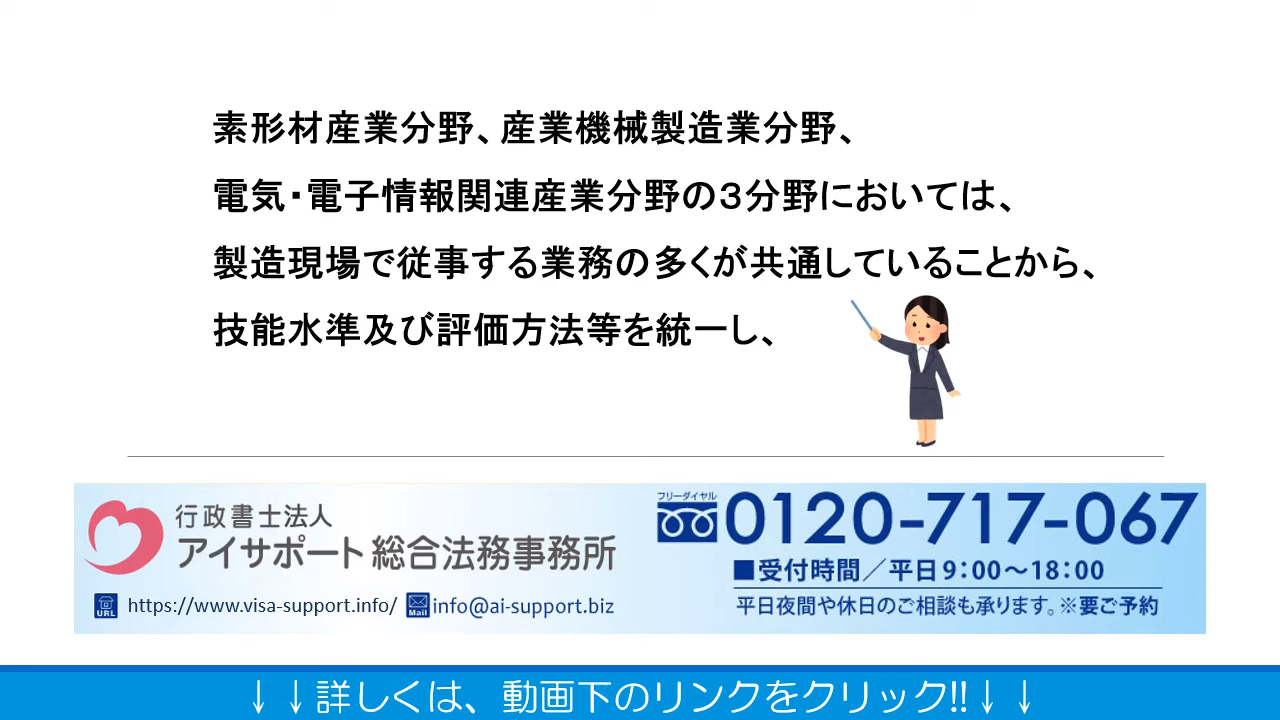 素形材産業分野、産業機械製造業分野、
電気・電子情報関連産業分野の３分野においては、
製造現場で従事する業務の多くが共通していることから、
技能水準及び評価方法等を統一し、
行政書士法人
アイサポート 総合法務事務所
URL https://www.visa-support.info/ Mail info@ai-support.biz
フリーダイヤル
0120-717-067
■受付時間／平日9：00～18：00
平日夜間や休日のご相談も承ります。※要ご予約
↓↓詳しくは、動画下のリンクをクリック!!↓↓